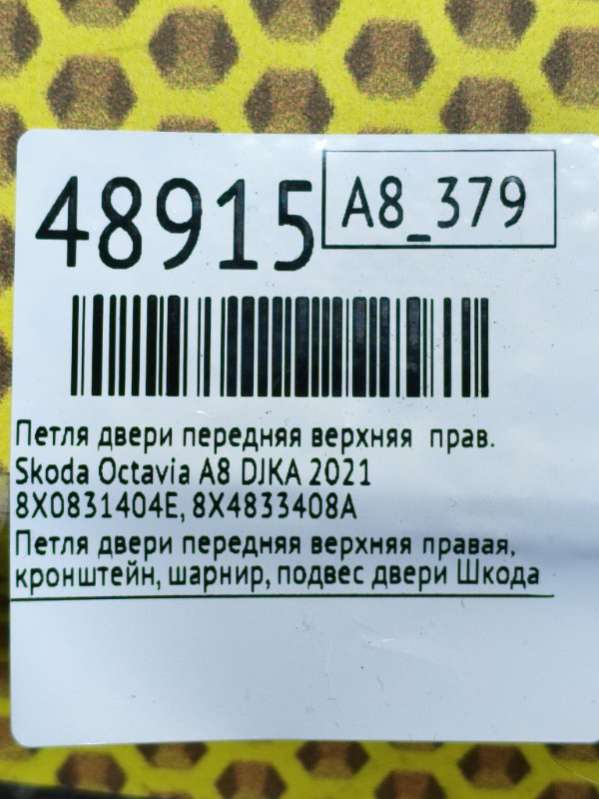 48915
A8_379
Петля двери передняя верхняя прав.
Skoda Octavia A8 DJKA 2021
8X0831404E, 8X4833408A
Петля двери передняя верхняя правая,
кронштейн, шарнир, подвес двери Шкода